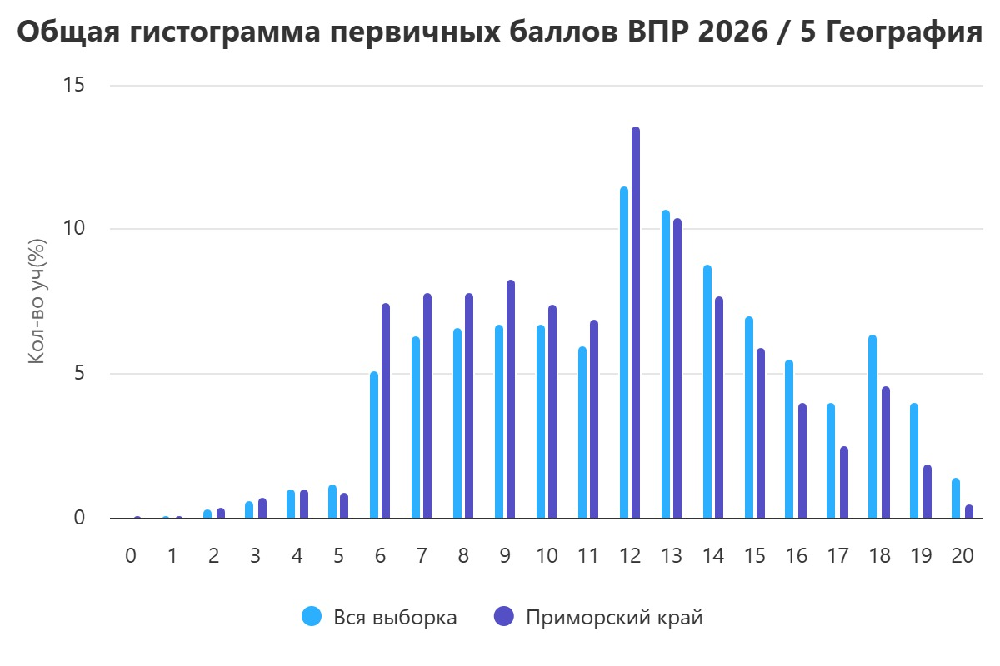 Общая гистограмма первичных баллов ВПР 2026 / 5 География
15
10
5
0
Кол-во уч(%)
0 1 2 3 4 5 6 7 8 9 10 11 12 13 14 15 16 17 18 19 20
Вся выборка Приморский край